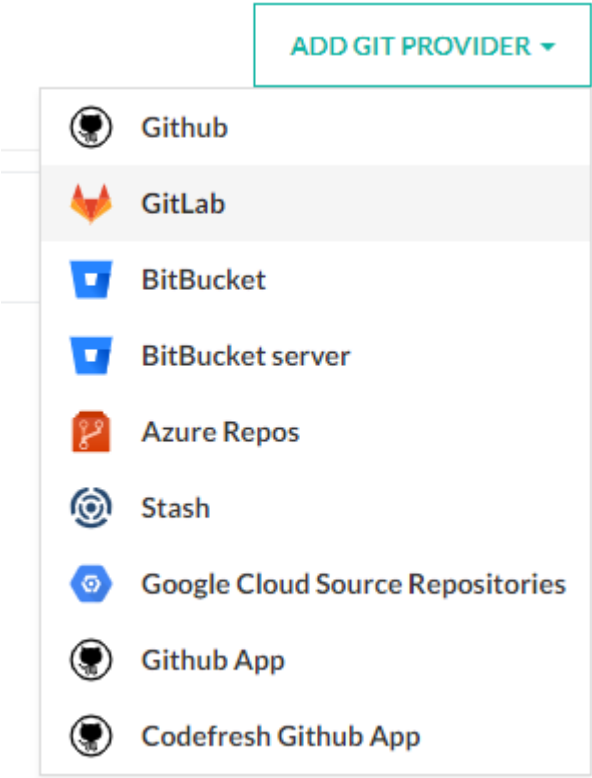 ADD GIT PROVIDER
Github
GitLab
BitBucket
BitBucket server
Azure Repos
Stash
Google Cloud Source Repositories
Github App
Codefresh Github App